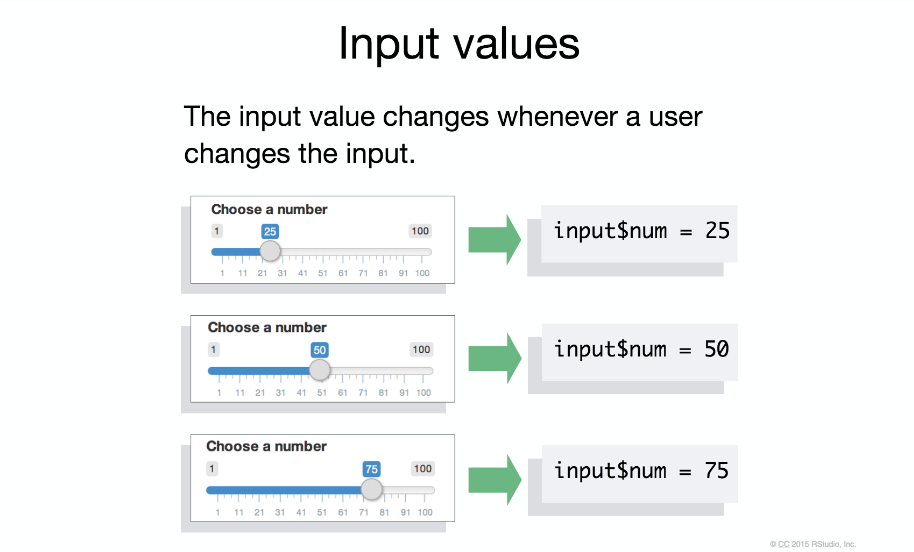 Input values
The input value changes whenever a user
changes the input.
Choose a number
1 25 100
1 11 21 31 41 51 61 71 81 91 100
input$num = 25
Choose a number
1 50 100
1 11 21 31 41 51 61 71 81 91 100
input$num = 50
Choose a number
1 75 100
1 11 21 31 41 51 61 71 81 91 100
input$num = 75
© CC 2015 RStudio, Inc.